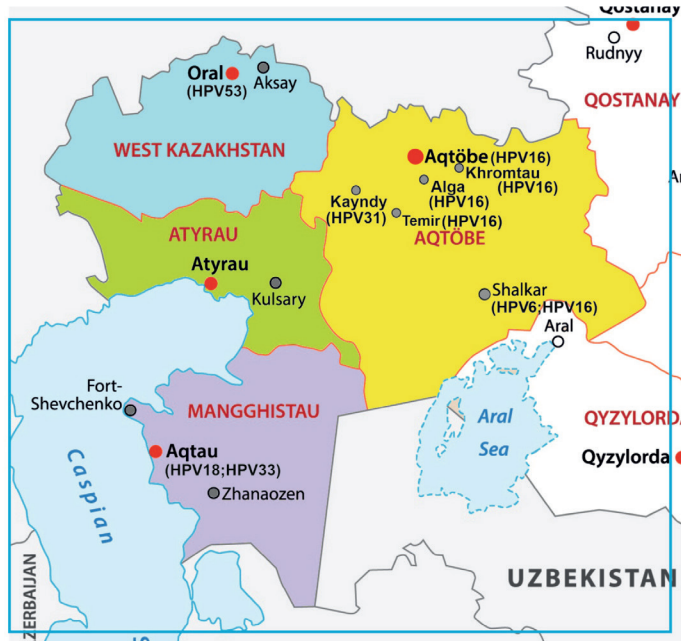 Qostanay
Rudnyy
QOSTANAY
Oral
(HPV53)
Aksay
WEST KAZAKHSTAN
Aqtöbe (HPV16)
Khromtau
(HPV16)
Alga
(HPV16)
Kayndy
(HPV31)
Temir (HPV16)
AQTÖBE
ATYRAU
Atyrau
Kulsary
Shalkar
(HPV6;HPV16)
Aral
Fort-
Shevchenko
MANGGHISTAU
Aral
Sea
QYZYLORDA
Qyzylorda
Aqtau
(HPV18;HPV33)
Zhanaozen
Caspian
UZBEKISTAN
ZERBAIJAN